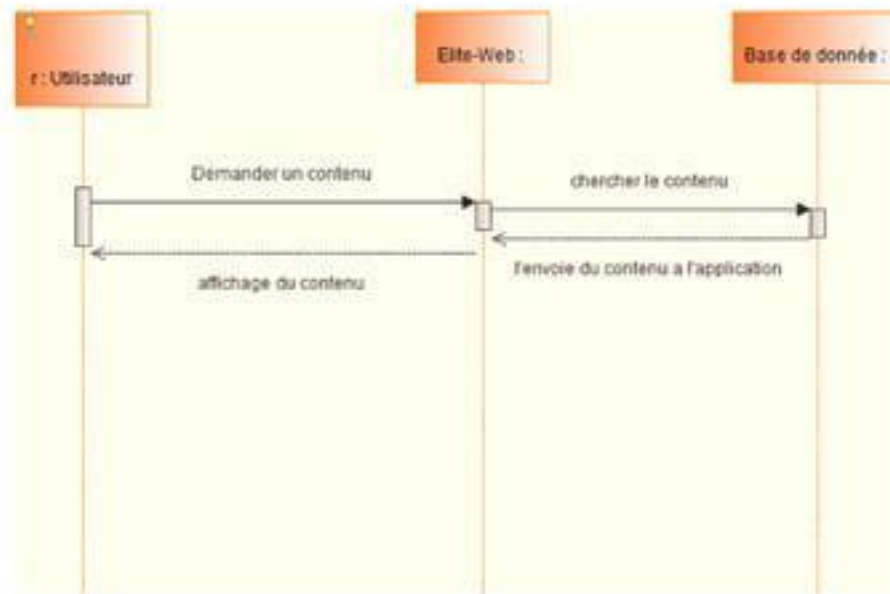 r : Utilisateur
Elite-Web :
Base de donnée :
Demander un contenu
chercher le contenu
l'envoie du contenu a l'application
affichage du contenu